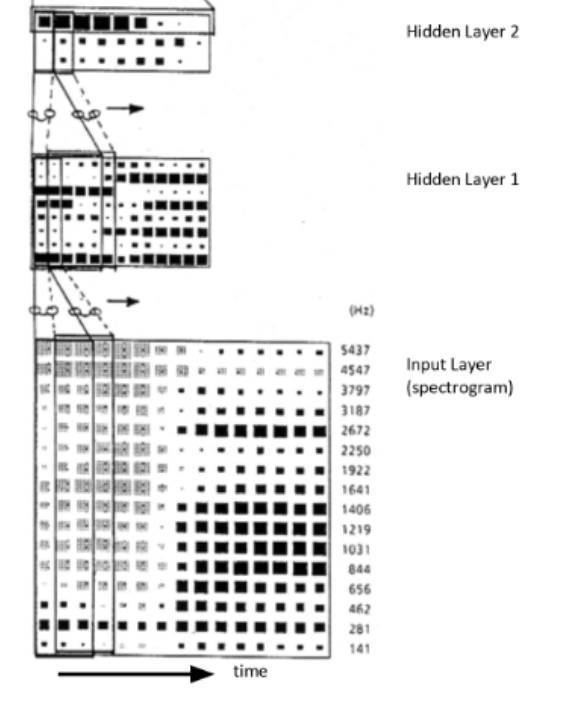 Hidden Layer 2
Hidden Layer 1
(Hz)
5437
Input Layer
4547
(spectrogram)
3797
3187
2672
2250
1922
1641
1406
1219
1031
844
656
462
281
141
time